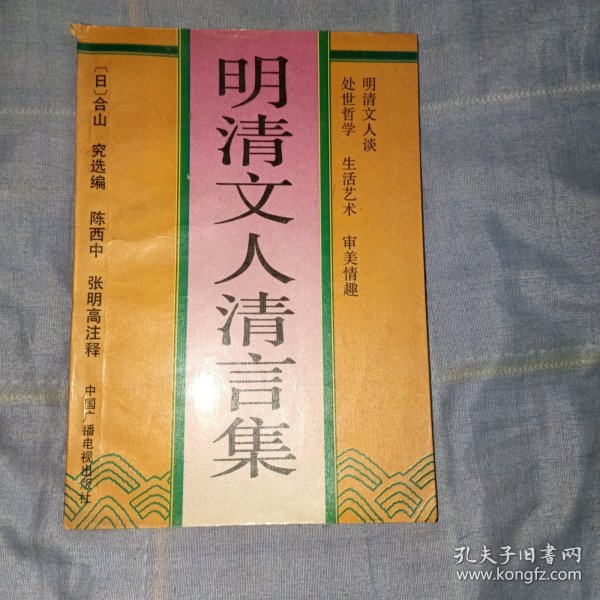 明清文人谈
处世哲学 生活艺术 审美情趣
明清文人清言集
〔日〕合山 究选编 陈西中 张明高注释
中国广播电视出版社
孔夫子旧书网
www.kongfz.com